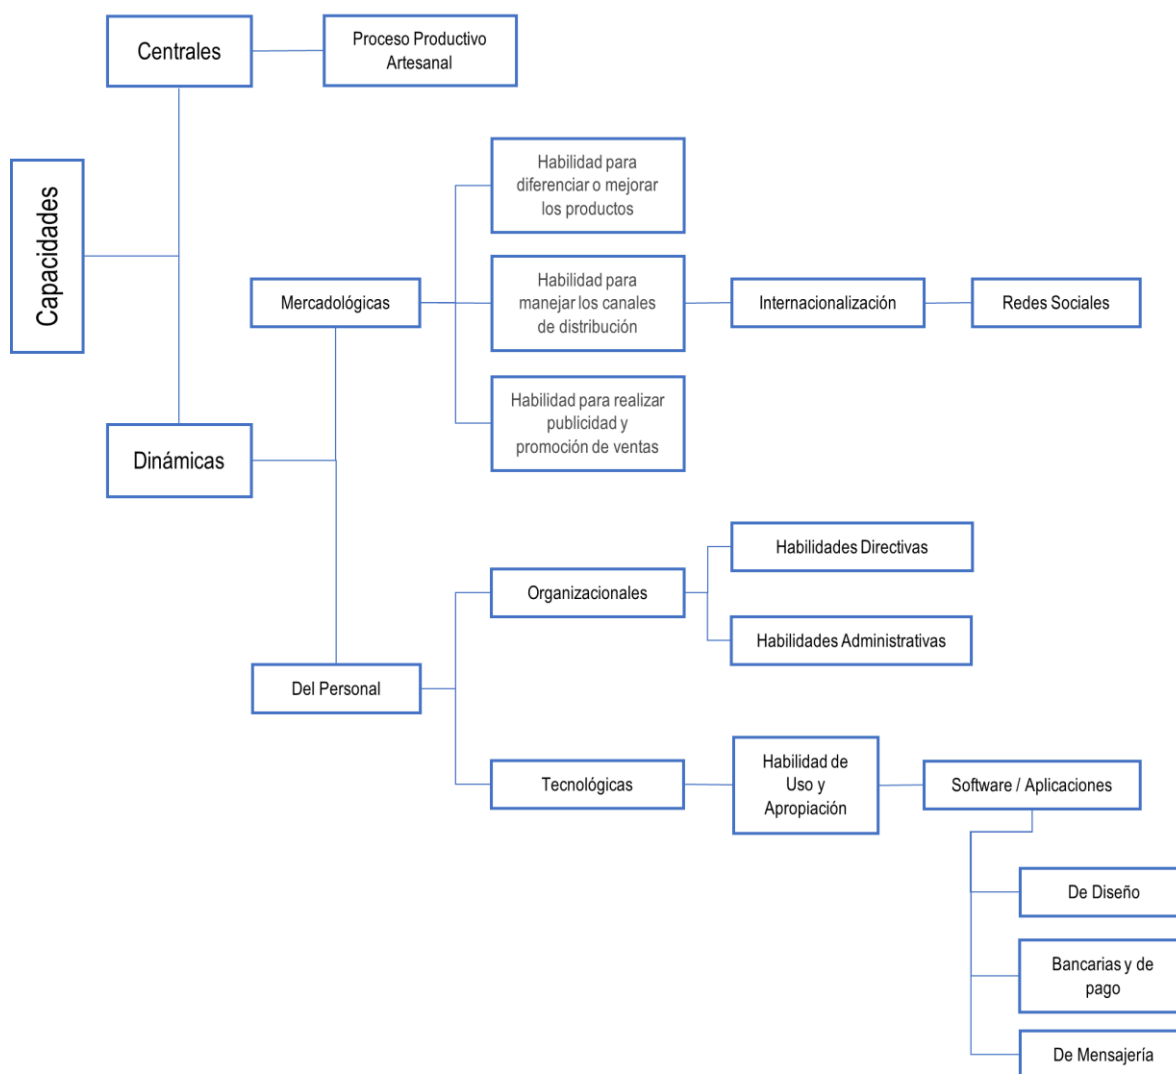 Centrales
Proceso Productivo
Artesanal
Capacidades
Habilidad para
diferenciar o mejorar
los productos
Mercadológicas
Habilidad para
manejar los canales
de distribución
Internacionalización
Redes Sociales
Habilidad para realizar
publicidad y
promoción de ventas
Dinámicas
Habilidades Directivas
Organizacionales
Habilidades Administrativas
Del Personal
Tecnológicas
Habilidad de
Uso y
Apropiación
Software / Aplicaciones
De Diseño
Bancarias y de
pago
De Mensajería